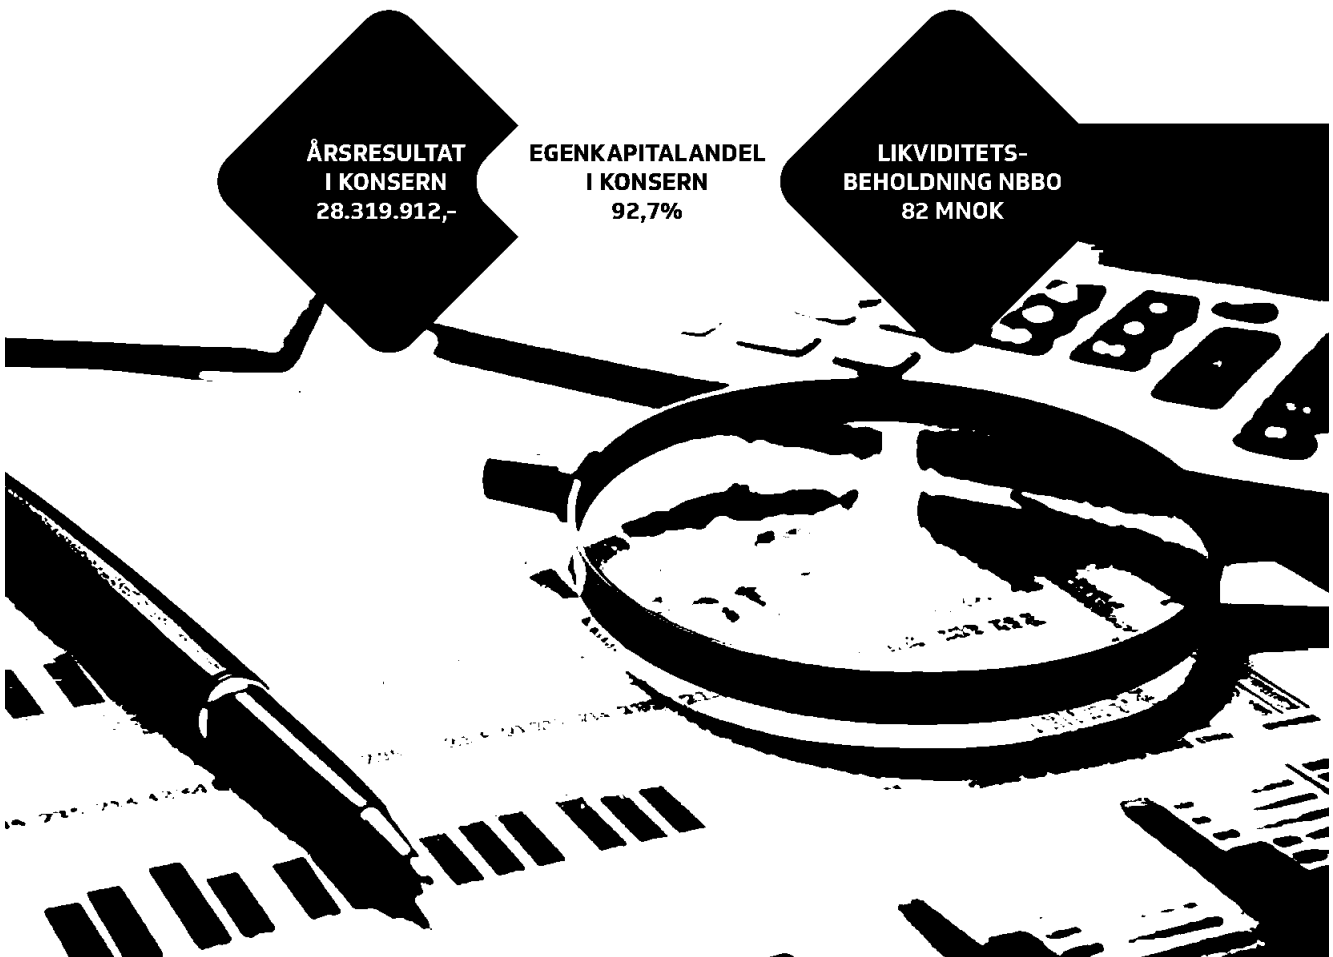 ÅRSRESULTAT
I KONSERN
28.319.912,-
EGENKAPITALANDEL
I KONSERN
92,7%
LIKVIDITETS-
BEHOLDNING NBBO
82 MNOK